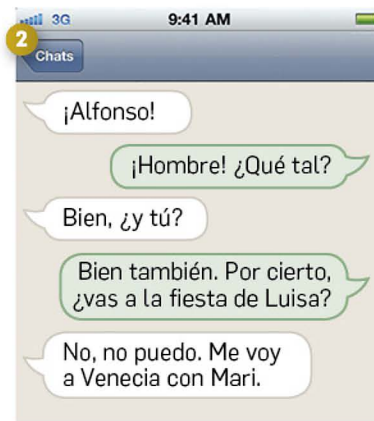 3G 9:41 AM
2
Chats
¡Alfonso!
¡Hombre! ¿Qué tal?
Bien, ¿y tú?
Bien también. Por cierto,
¿vas a la fiesta de Luisa?
No, no puedo. Me voy
a Venecia con Mari.